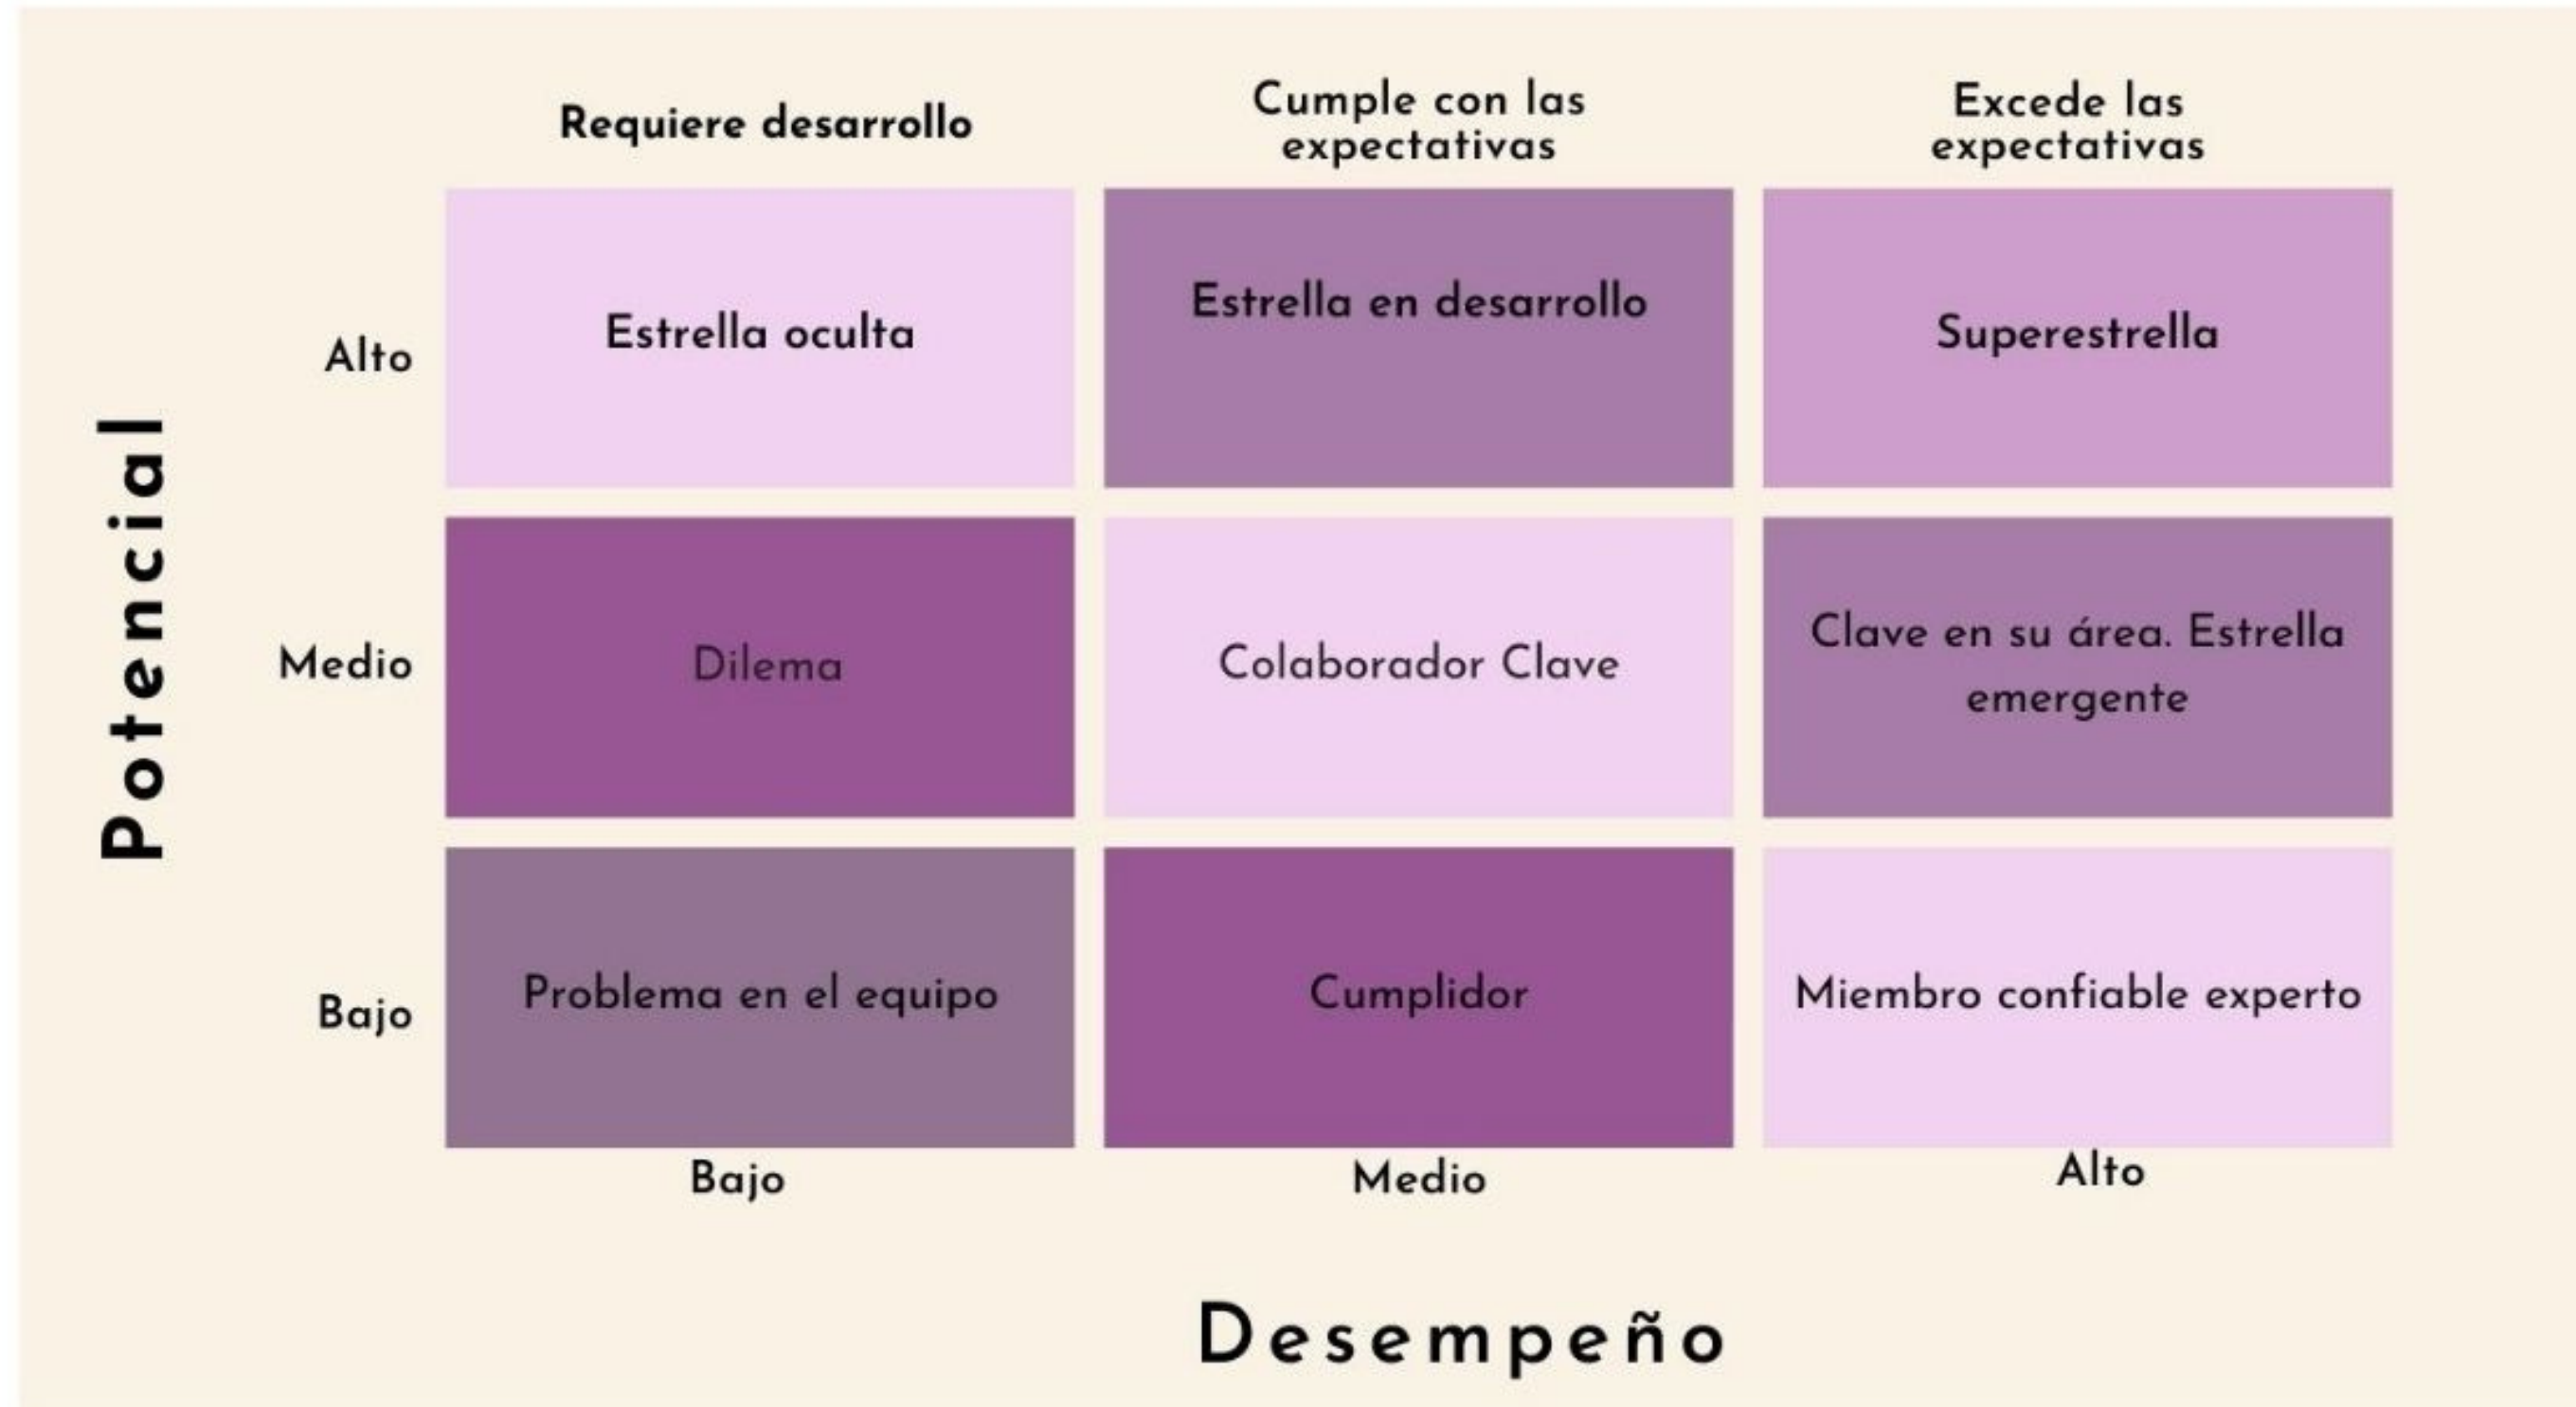 Requiere desarrollo
Cumple con las
expectativas
Excede las
expectativas
Potencial
Alto
Estrella oculta
Estrella en desarrollo
Superestrella
Medio
Dilema
Colaborador Clave
Clave en su área. Estrella
emergente
Bajo
Problema en el equipo
Cumplidor
Miembro confiable experto
Bajo
Medio
Alto
Desempeño